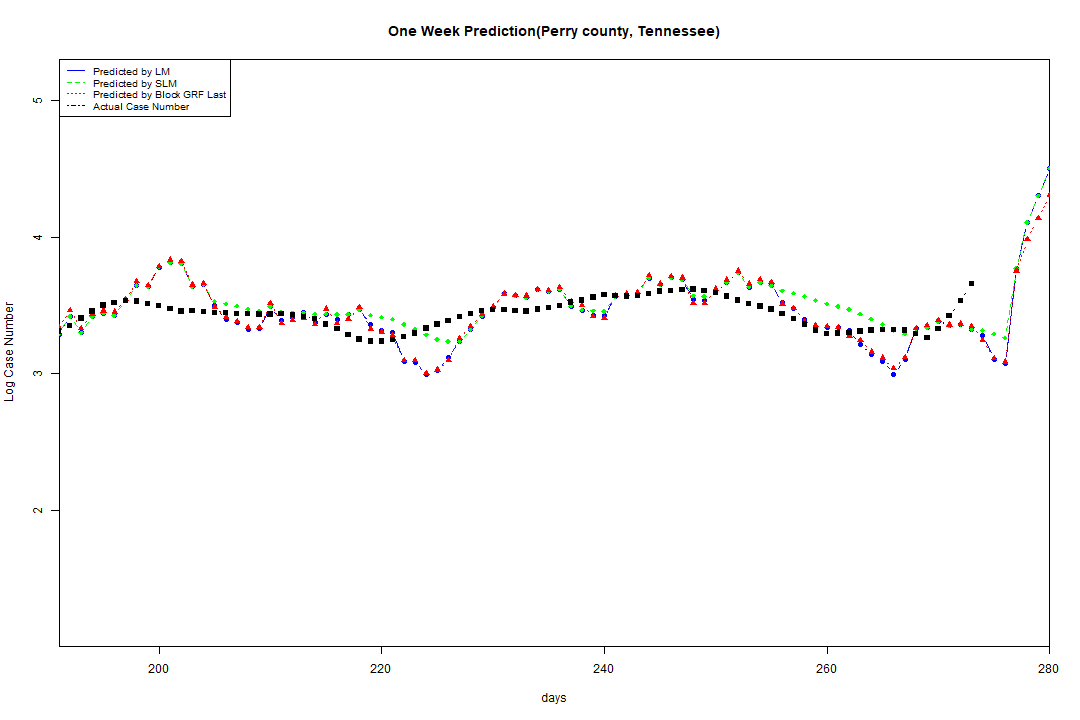 One Week Prediction(Perry county, Tennessee)
Predicted by LM
Predicted by SLM
Predicted by Block GRF Last
Actual Case Number
5
4
3
2
Log Case Number
200
220
240
260
280
days